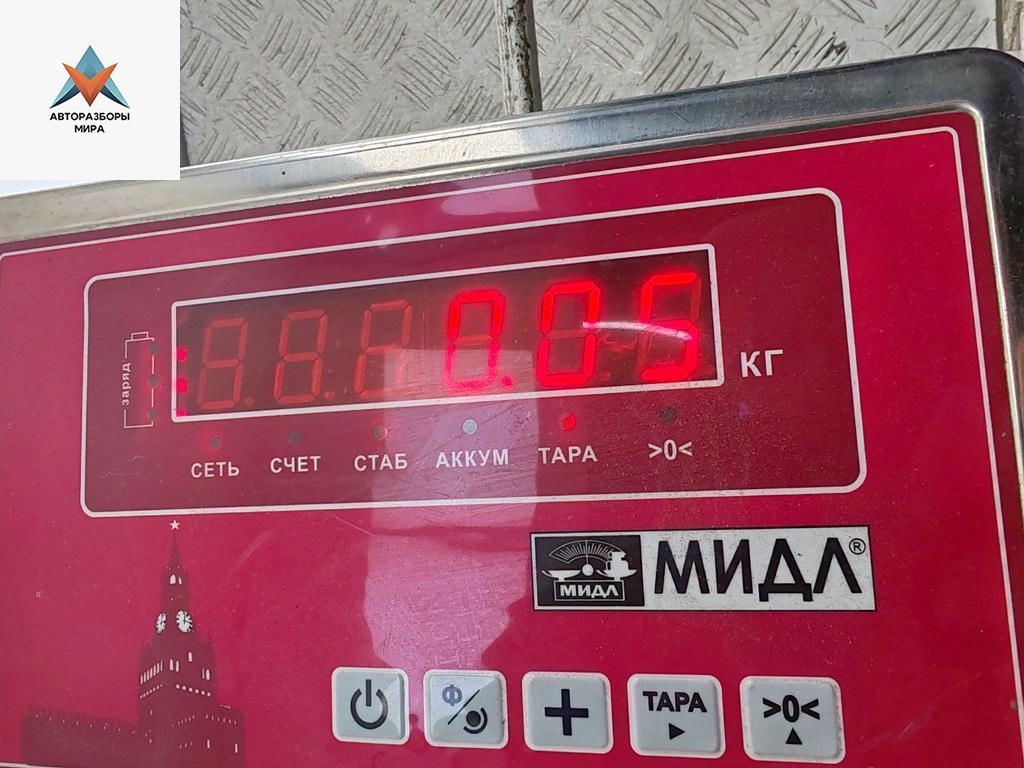 АВТОРАЗБОРЫ
МИРА
0.05
КГ
заряд
СЕТЬ СЧЕТ СТАБ АККУМ ТАРА >0<
МИДЛ МИДЛ®
Ф
+
ТАРА
>0<